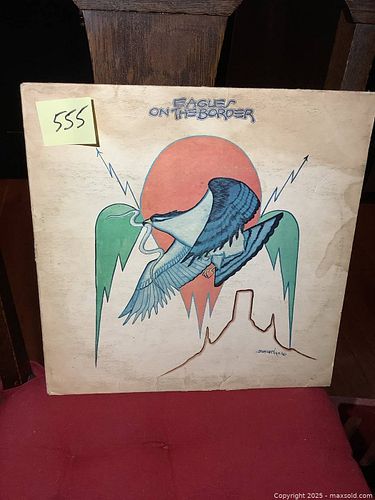 EAGLES
ON THE BORDER
555
Copyright © 2025 - maxsold.com